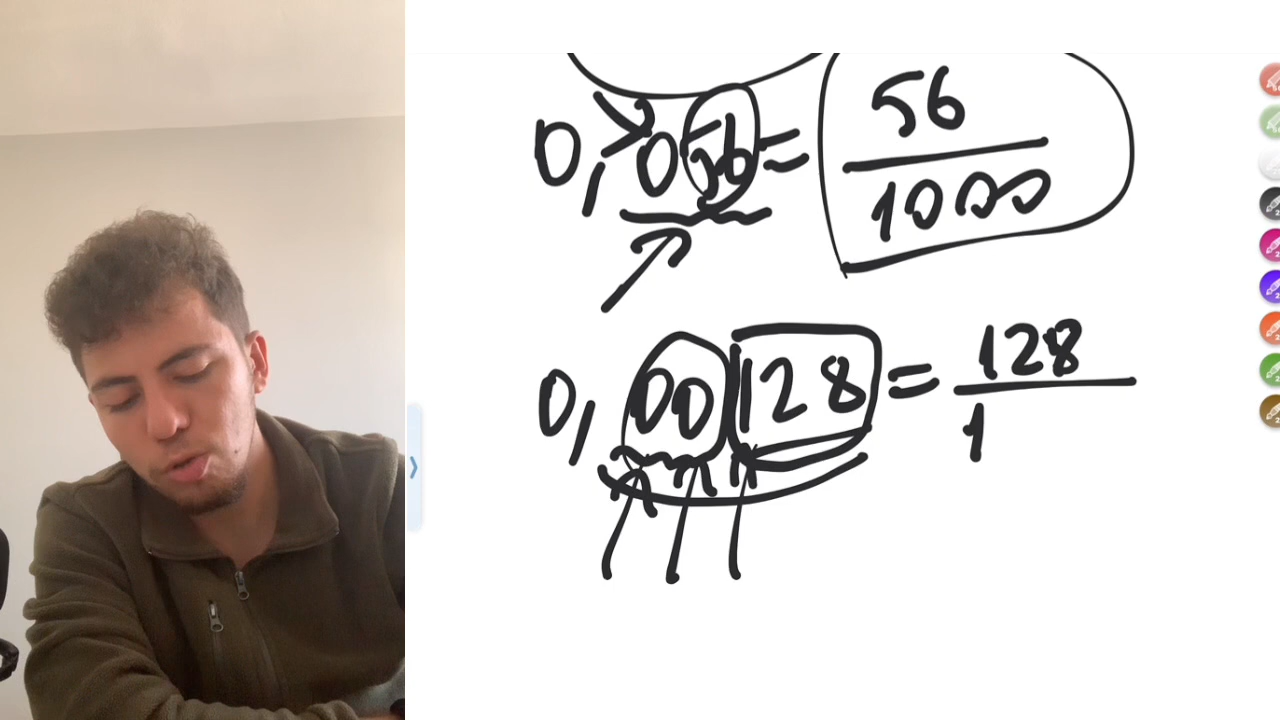 0,056 = 56/1000
0,00128 = 128/1